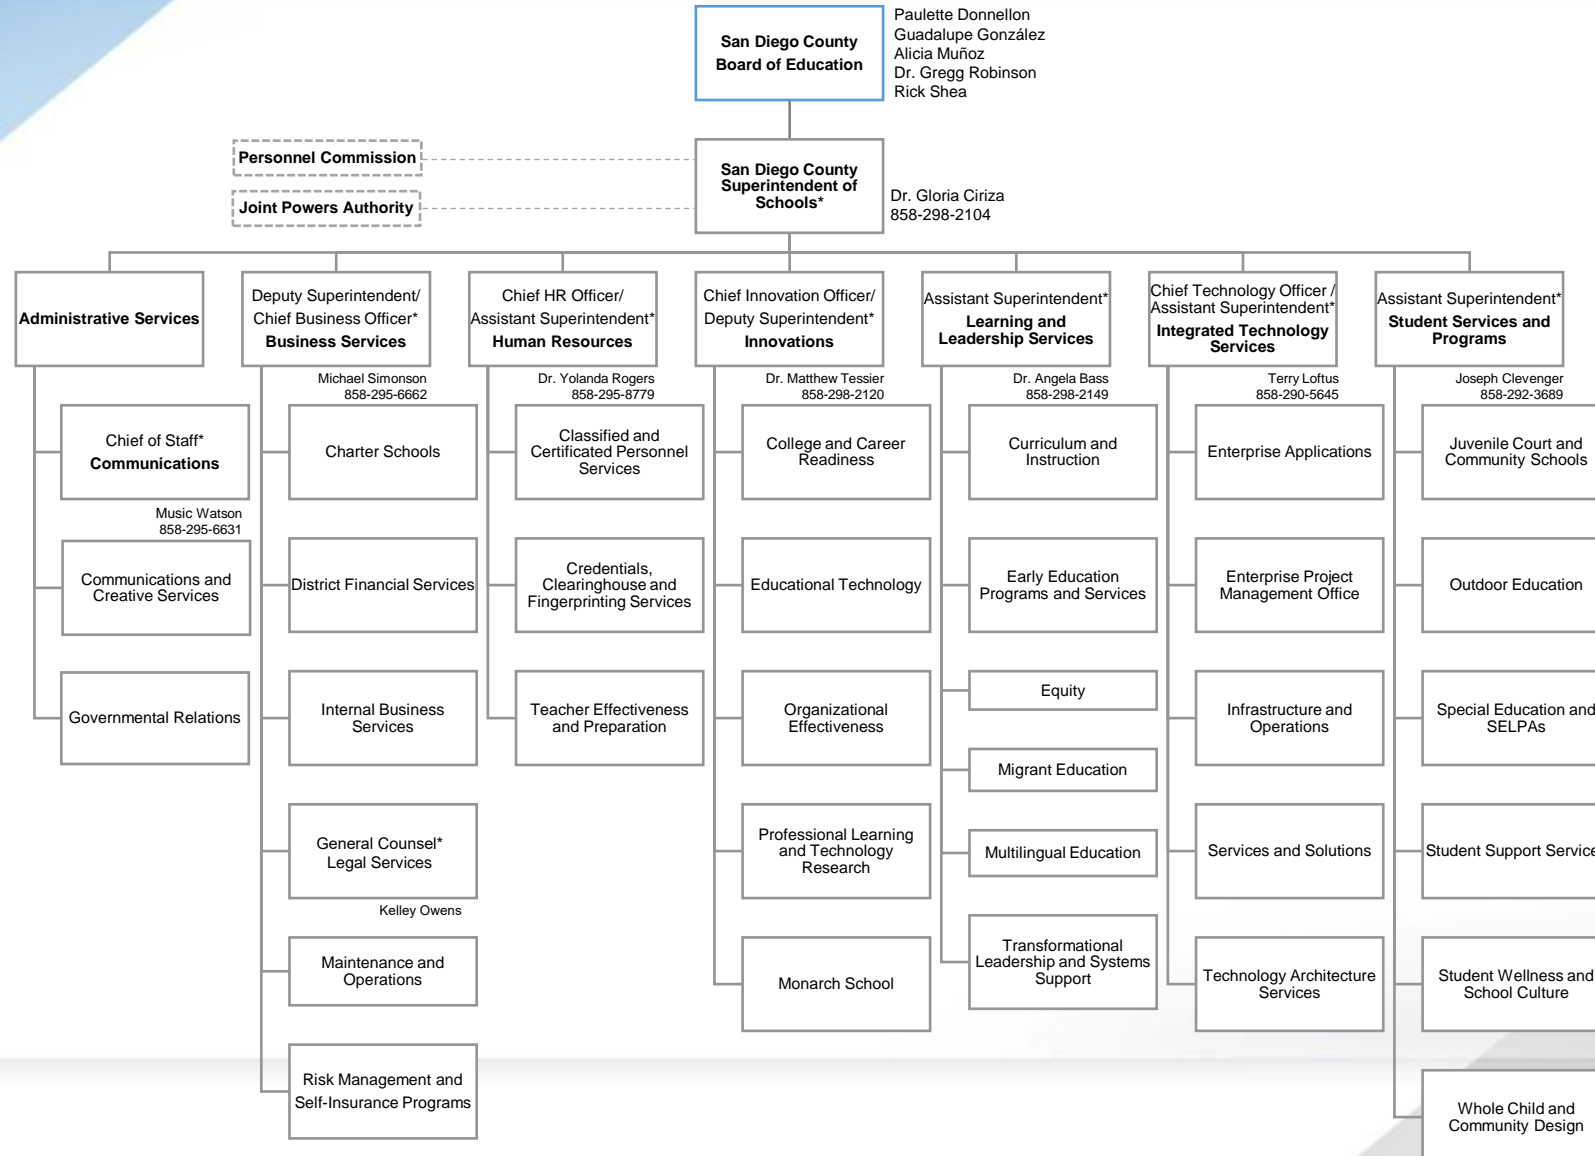 San Diego County
Board of Education
Paulette Donnellon
Guadalupe González
Alicia Muñoz
Dr. Gregg Robinson
Rick Shea
Personnel Commission
Joint Powers Authority
San Diego County
Superintendent of
Schools*
Dr. Gloria Ciriza
858-298-2104
Administrative Services
Chief of Staff*
Communications
Music Watson
858-295-6631
Communications and
Creative Services
Governmental Relations
Deputy Superintendent/
Chief Business Officer*
Business Services
Michael Simonson
858-295-6662
Charter Schools
District Financial Services
Internal Business
Services
General Counsel*
Legal Services
Kelley Owens
Maintenance and
Operations
Risk Management and
Self-Insurance Programs
Chief HR Officer/
Assistant Superintendent*
Human Resources
Dr. Yolanda Rogers
858-295-8779
Classified and
Certificated Personnel
Services
Credentials,
Clearinghouse and
Fingerprinting Services
Teacher Effectiveness
and Preparation
Chief Innovation Officer/
Deputy Superintendent*
Innovations
Dr. Matthew Tessier
858-298-2120
College and Career
Readiness
Educational Technology
Organizational
Effectiveness
Professional Learning
and Technology
Research
Monarch School
Assistant Superintendent*
Learning and
Leadership Services
Dr. Angela Bass
858-298-2149
Curriculum and
Instruction
Early Education
Programs and Services
Equity
Migrant Education
Multilingual Education
Transformational
Leadership and Systems
Support
Chief Technology Officer /
Assistant Superintendent*
Integrated Technology
Services
Terry Loftus
858-290-5645
Enterprise Applications
Enterprise Project
Management Office
Infrastructure and
Operations
Services and Solutions
Technology Architecture
Services
Assistant Superintendent*
Student Services and
Programs
Joseph Clevenger
858-292-3689
Juvenile Court and
Community Schools
Outdoor Education
Special Education and
SELPAs
Student Support Service
Student Wellness and
School Culture
Whole Child and
Community Design